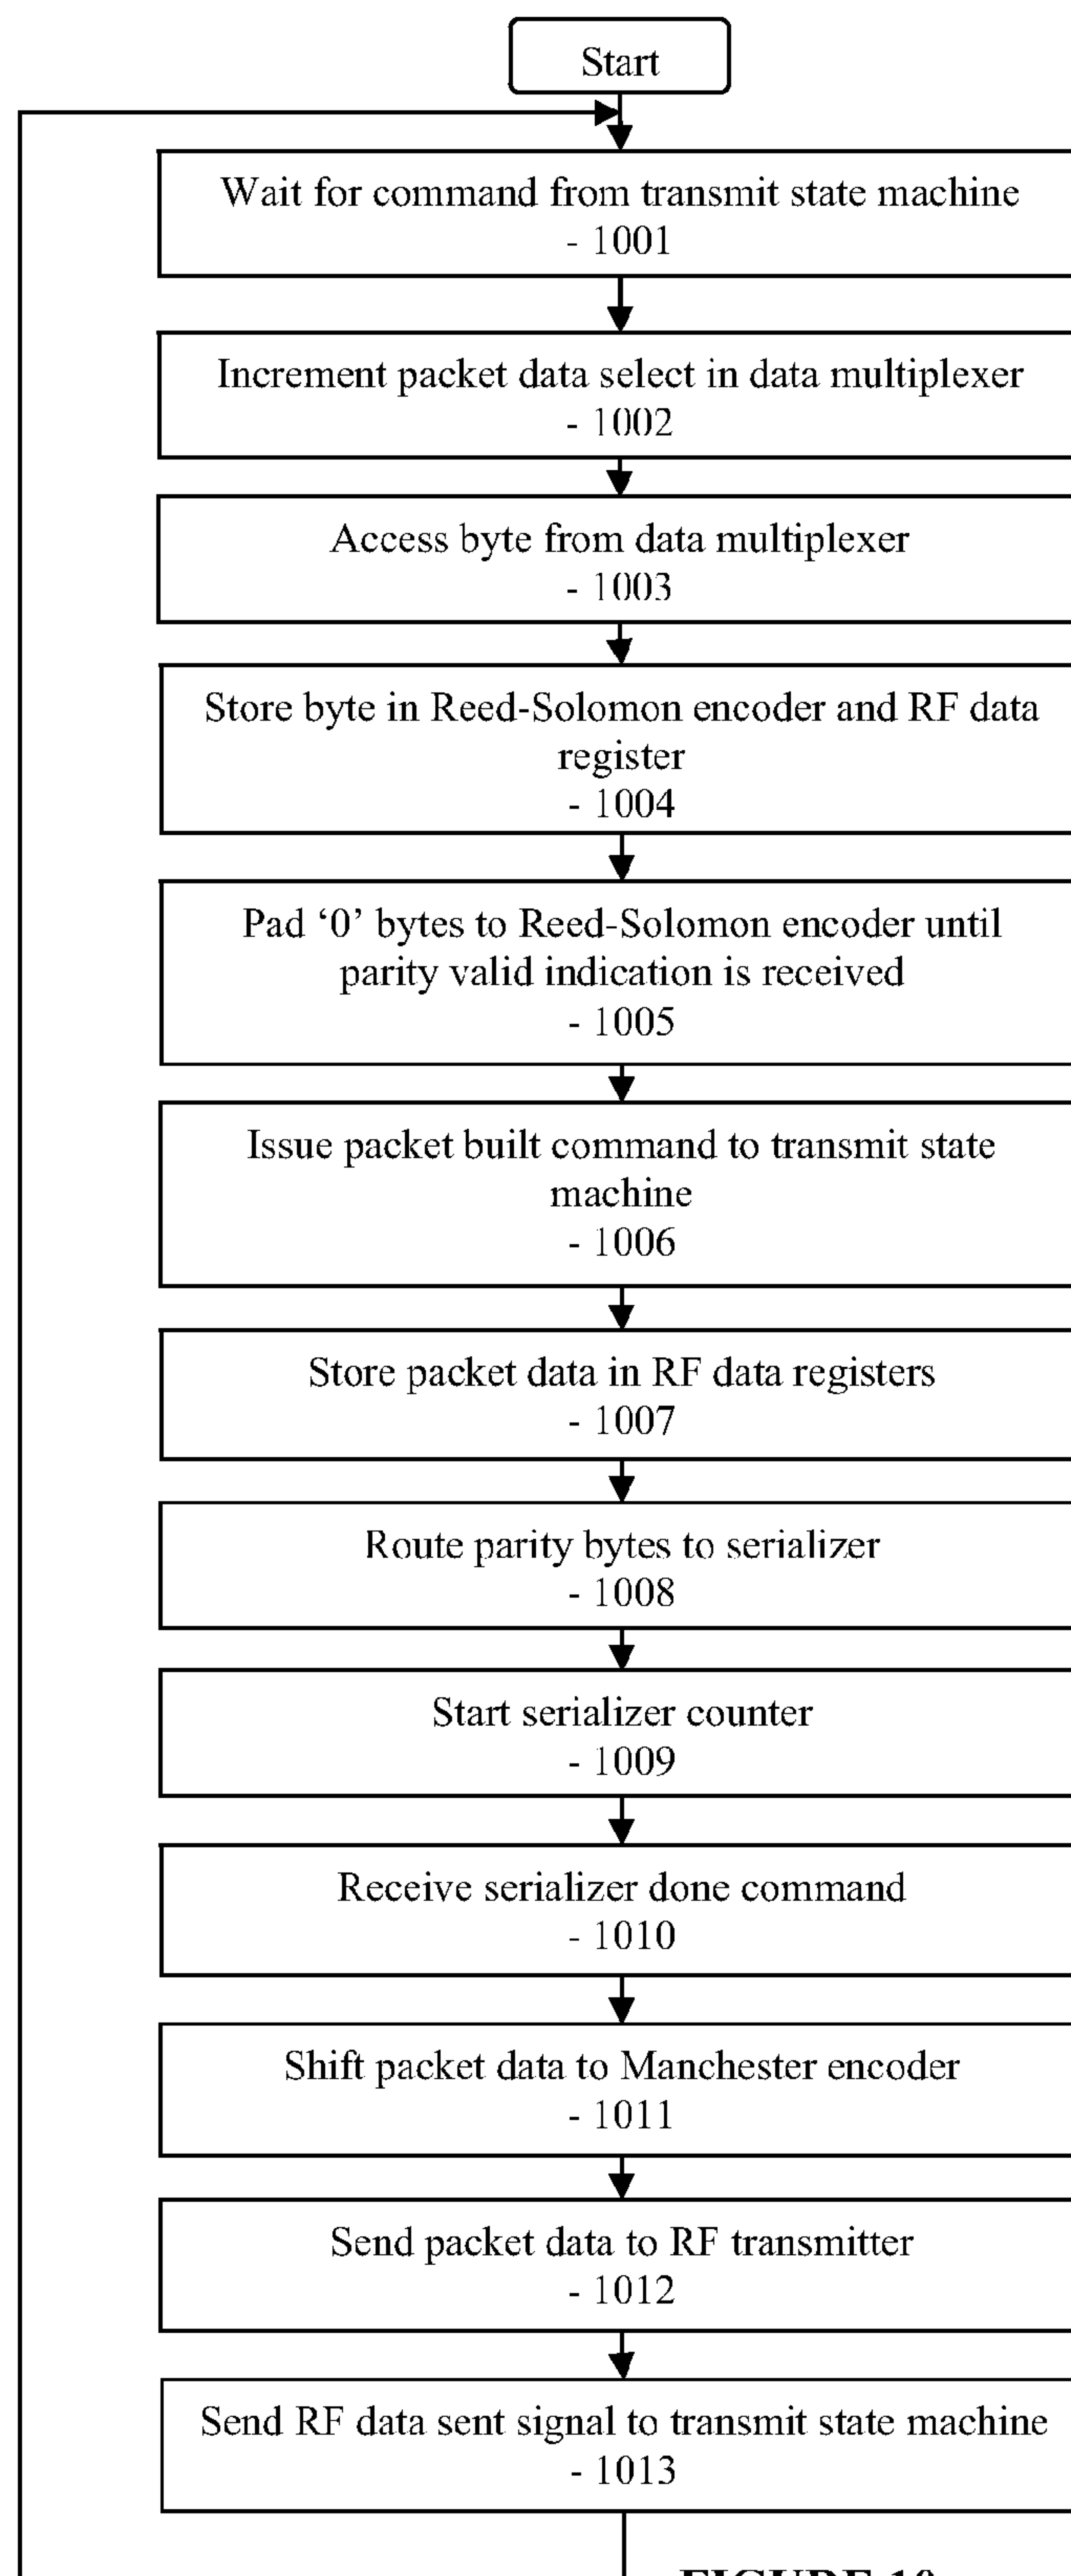 Start
Wait for command from transmit state machine
- 1001
Increment packet data select in data multiplexer
- 1002
Access byte from data multiplexer
- 1003
Store byte in Reed-Solomon encoder and RF data
register
- 1004
Pad ‘0’ bytes to Reed-Solomon encoder until
parity valid indication is received
- 1005
Issue packet built command to transmit state
machine
- 1006
Store packet data in RF data registers
- 1007
Route parity bytes to serializer
- 1008
Start serializer counter
- 1009
Receive serializer done command
- 1010
Shift packet data to Manchester encoder
- 1011
Send packet data to RF transmitter
- 1012
Send RF data sent signal to transmit state machine
- 1013
FIGURE 10